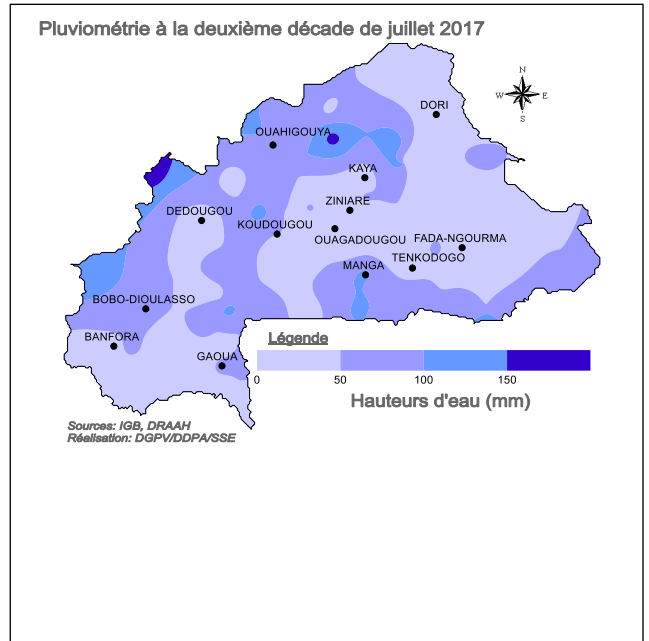 Pluviométrie à la deuxième décade de juillet 2017
N
W E
S
DORI
OUAHIGOUYA
KAYA
ZINIARE
DEDOUGOU
KOUDOUGOU
OUAGADOUGOU
FADA-NGOURMA
TENKODOGO
MANGA
BOBO-DIOULASSO
BANFORA
GAOUA
Légende
0 50 100 150
Hauteurs d'eau (mm)
Sources: IGB, DRAAH
Réalisation: DGPV/DDPA/SSE